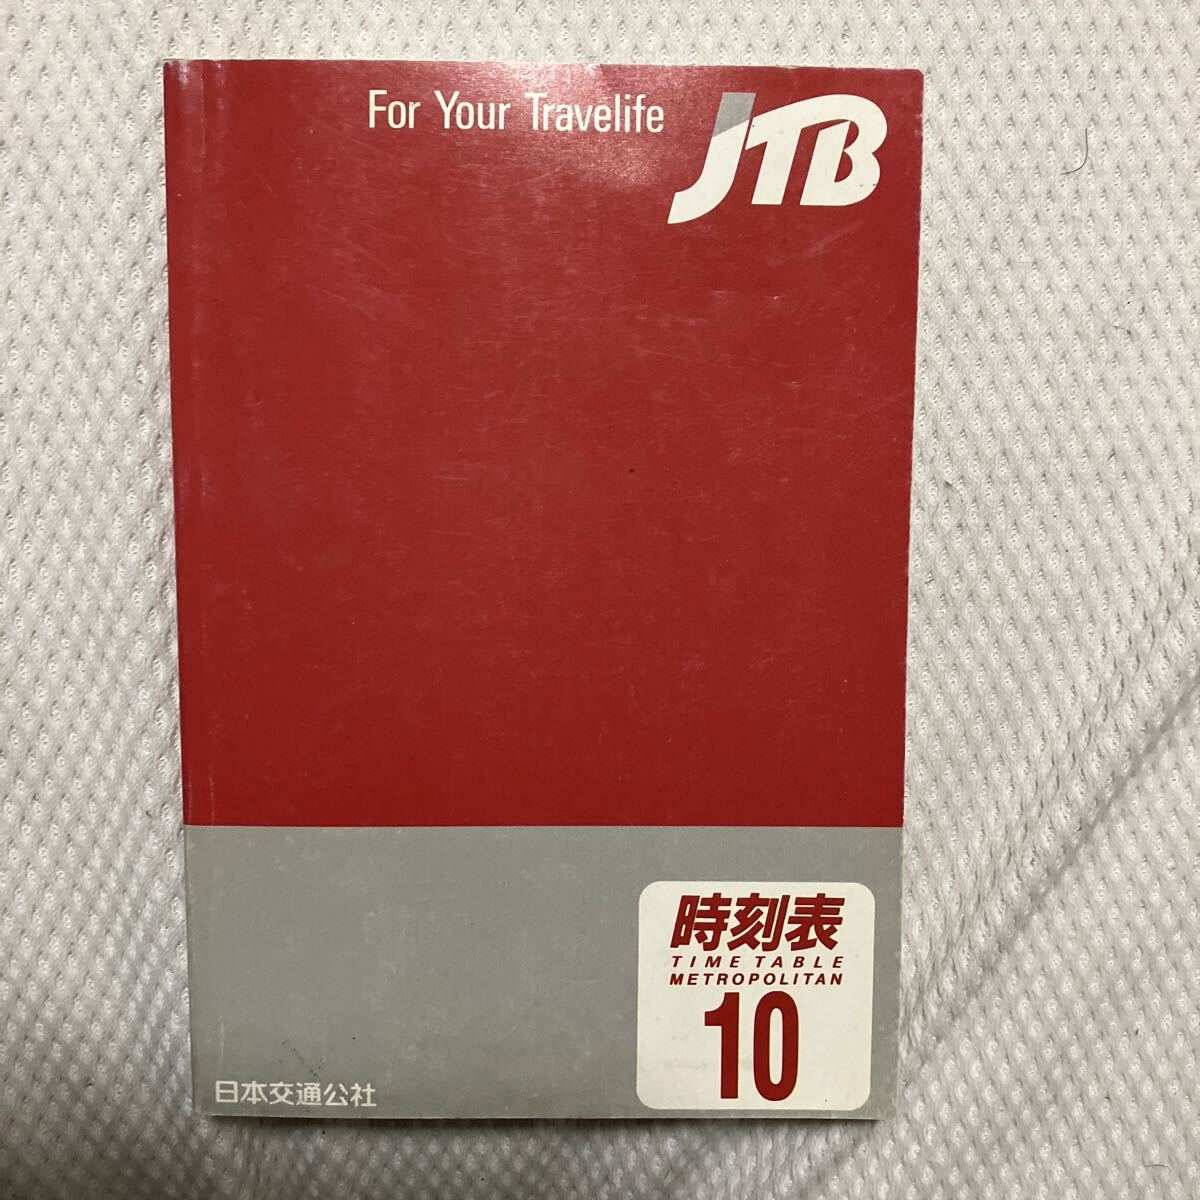 For Your Travelife
JTB
時刻表
TIME TABLE
METROPOLITAN
10
日本交通公社